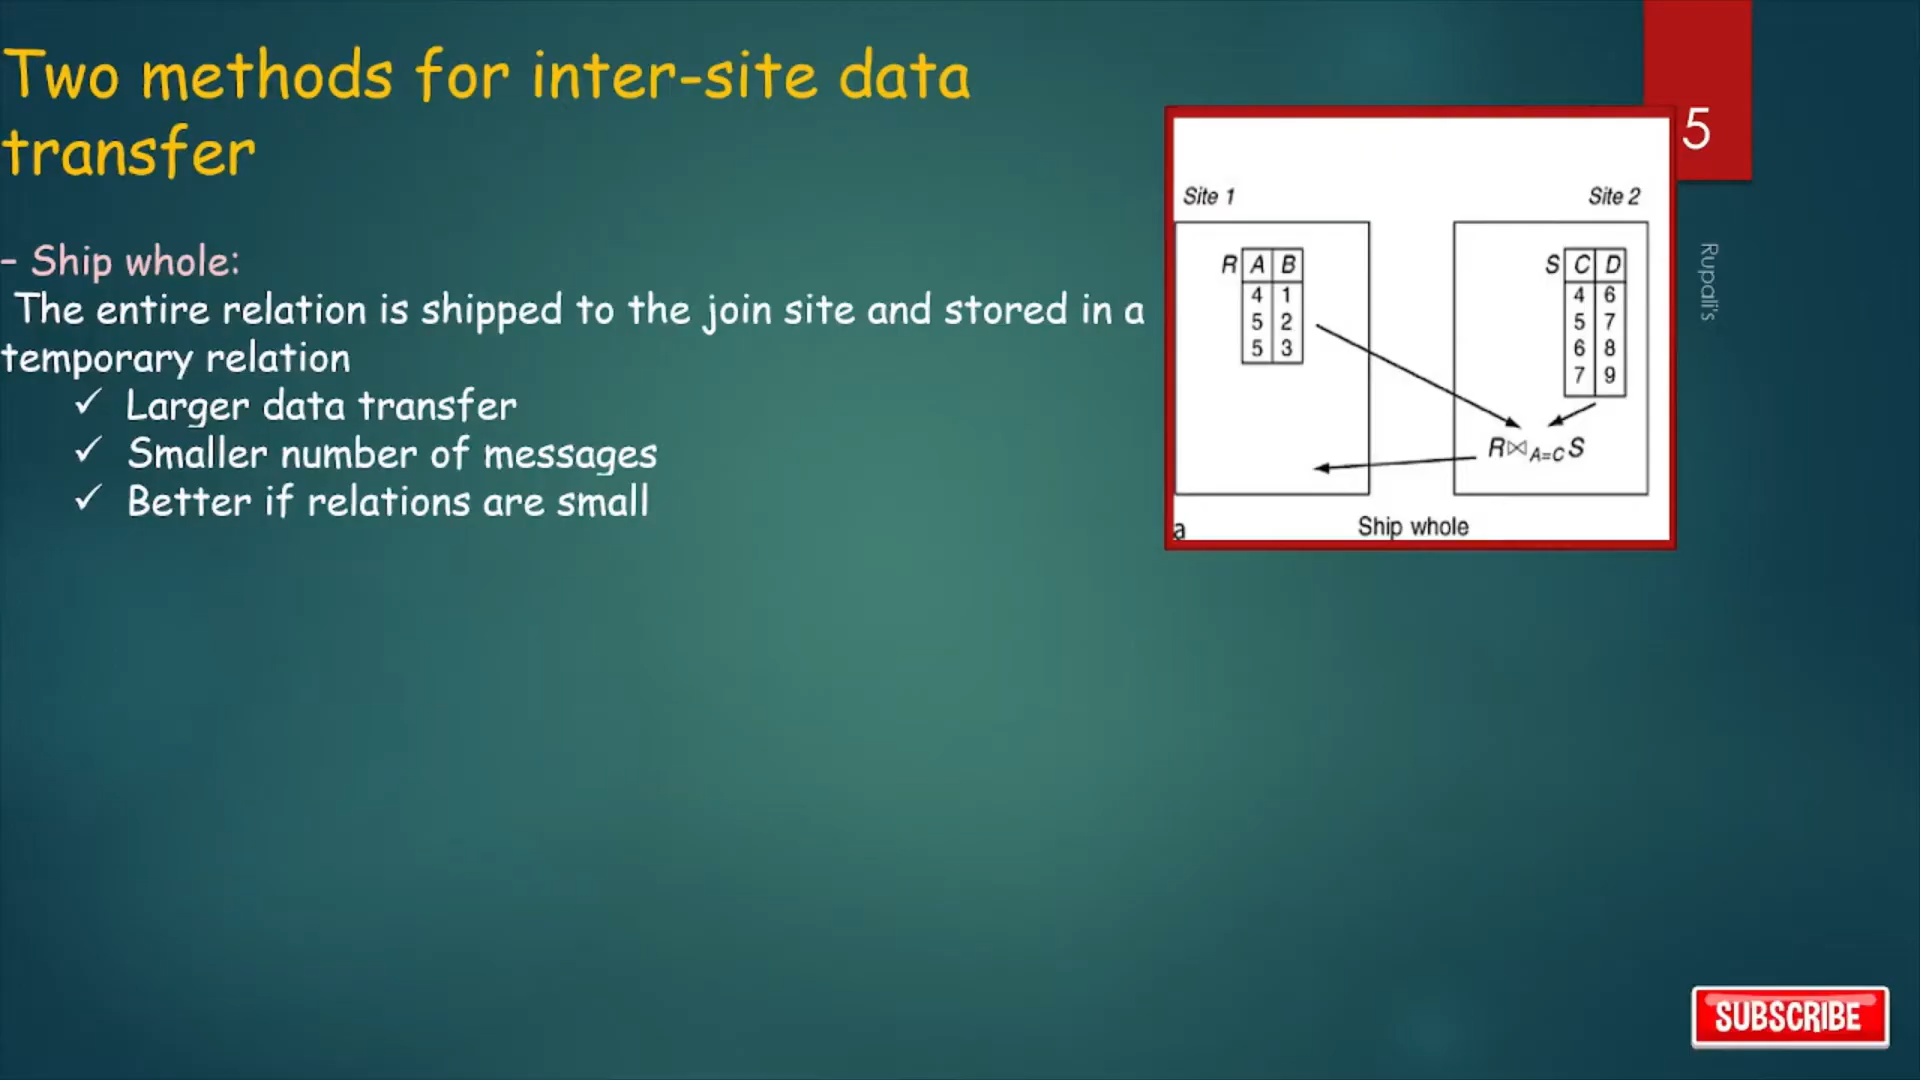 Two methods for inter-site data
transfer
– Ship whole:
The entire relation is shipped to the join site and stored in a
temporary relation
✓ Larger data transfer
✓ Smaller number of messages
✓ Better if relations are small
5
Rupali's
Site 1
Site 2
R A B
4 1
5 2
5 3
S C D
4 6
5 7
6 8
7 9
R⋈A=C S
a
Ship whole
SUBSCRIBE